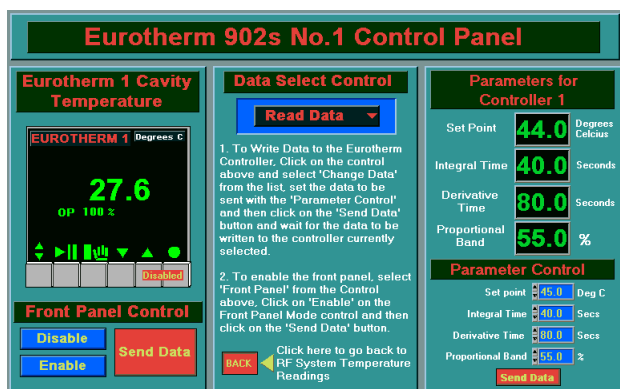 Eurotherm 902s No.1 Control Panel
Eurotherm 1 Cavity
Temperature
EUROTHERM 1 Degrees C
27.6
OP 100 %
Disabled
Front Panel Control
Disable
Enable
Send Data
Data Select Control
Read Data
1. To Write Data to the Eurotherm
Controller, Click on the control
above and select 'Change Data'
from the list, set the data to be
sent with the 'Parameter Control'
and then click on the 'Send Data'
button and wait for the data to be
written to the controller currently
selected.
2. To enable the front panel, select
'Front Panel' from the Control
above, Click on 'Enable' on the
Front Panel Mode control and then
click on the 'Send Data' button.
BACK
Click here to go back to
RF System Temperature
Readings
Parameters for
Controller 1
Set Point 44.0 Degrees
Celcius
Integral Time 40.0 Seconds
Derivative
Time 80.0 Seconds
Proportional
Band 55.0 %
Parameter Control
Set point 45.0 Deg C
Integral Time 40.0 Secs
Derivative Time 80.0 Secs
Proportional Band 55.0 %
Send Data